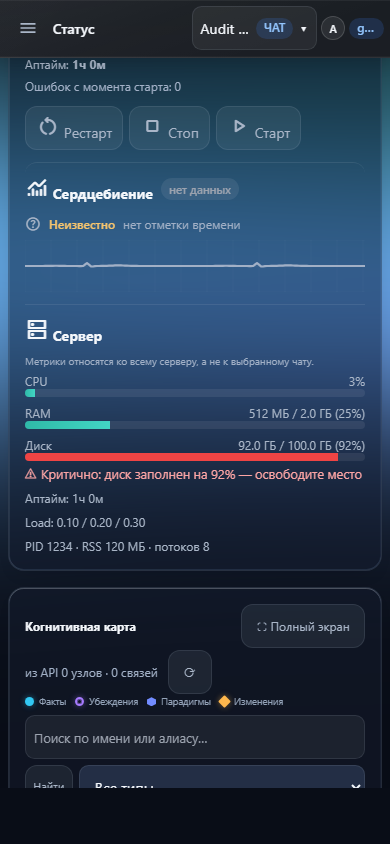 Статус
Audit ... ЧАТ ▾ A g...
Аптайм: 1ч 0м
Ошибок с момента старта: 0
Рестарт Стоп Старт
Сердцебиение нет данных
Неизвестно нет отметки времени
Сервер
Метрики относятся ко всему серверу, а не к выбранному чату.
CPU 3%
RAM 512 МБ / 2.0 ГБ (25%)
Диск 92.0 ГБ / 100.0 ГБ (92%)
⚠ Критично: диск заполнен на 92% — освободите место
Аптайм: 1ч 0м
Load: 0.10 / 0.20 / 0.30
PID 1234 · RSS 120 МБ · потоков 8
Когнитивная карта
Полный экран
из API 0 узлов · 0 связей
Факты Убеждения Парадигмы Изменения
Поиск по имени или алиасу...
Найти Все типы